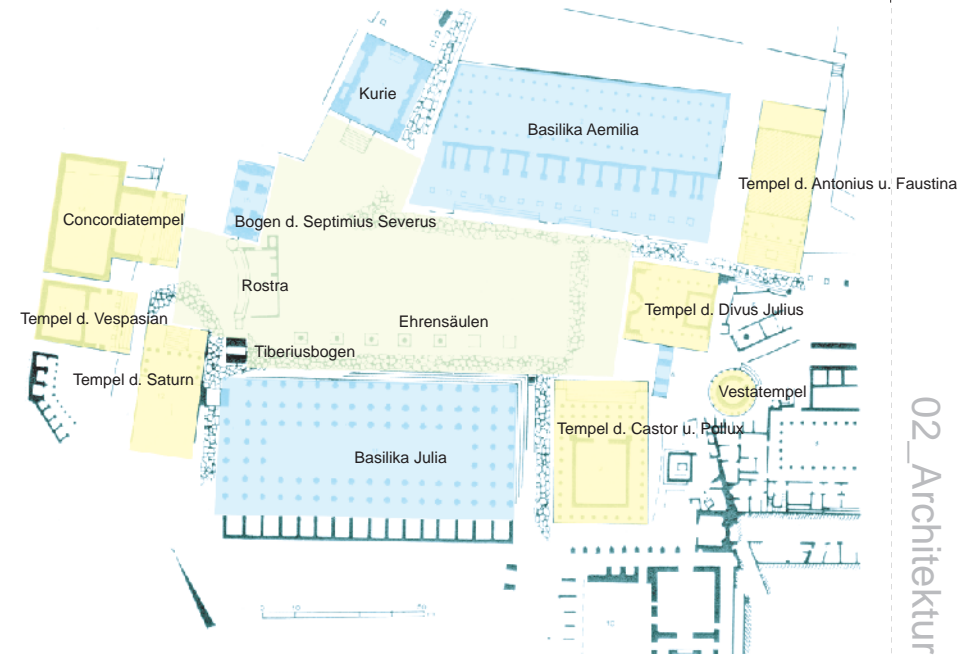 Kurie
Basilika Aemilia
Tempel d. Antonius u. Faustina
Concordiatempel
Bogen d. Septimius Severus
Rostra
Tempel d. Vespasian
Ehrensäulen
Tempel d. Divus Julius
Tiberiusbogen
Tempel d. Saturn
Vestatempel
Tempel d. Castor u. Pollux
Basilika Julia
02_Architektur